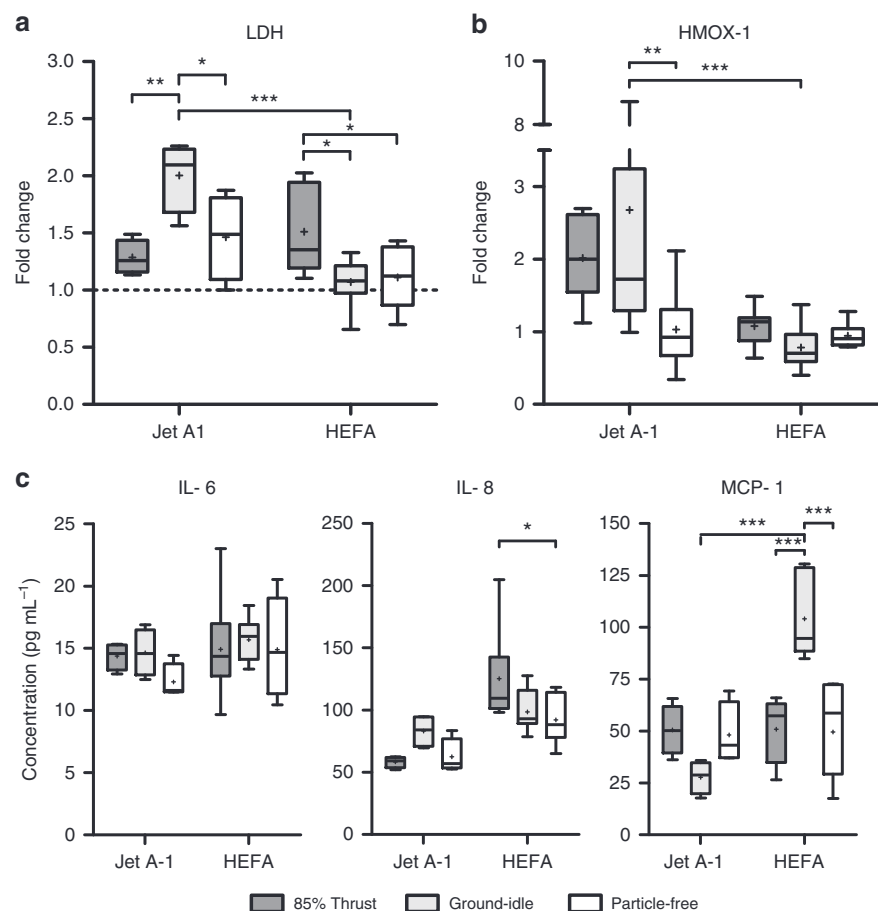 a
LDH
3.0
2.5
2.0
1.5
1.0
0.5
0.0
Fold change
**
*
***
*
*
Jet A1 HEFA
b
HMOX-1
10
8
3
2
1
0
Fold change
**
***
Jet A-1 HEFA
c
IL- 6
25
20
15
10
5
0
Concentration (pg mL⁻¹)
Jet A-1 HEFA
IL- 8
250
200
150
100
50
0
*
Jet A-1 HEFA
MCP- 1
150
125
100
75
50
25
0
***
***
***
Jet A-1 HEFA
85% Thrust Ground-idle Particle-free